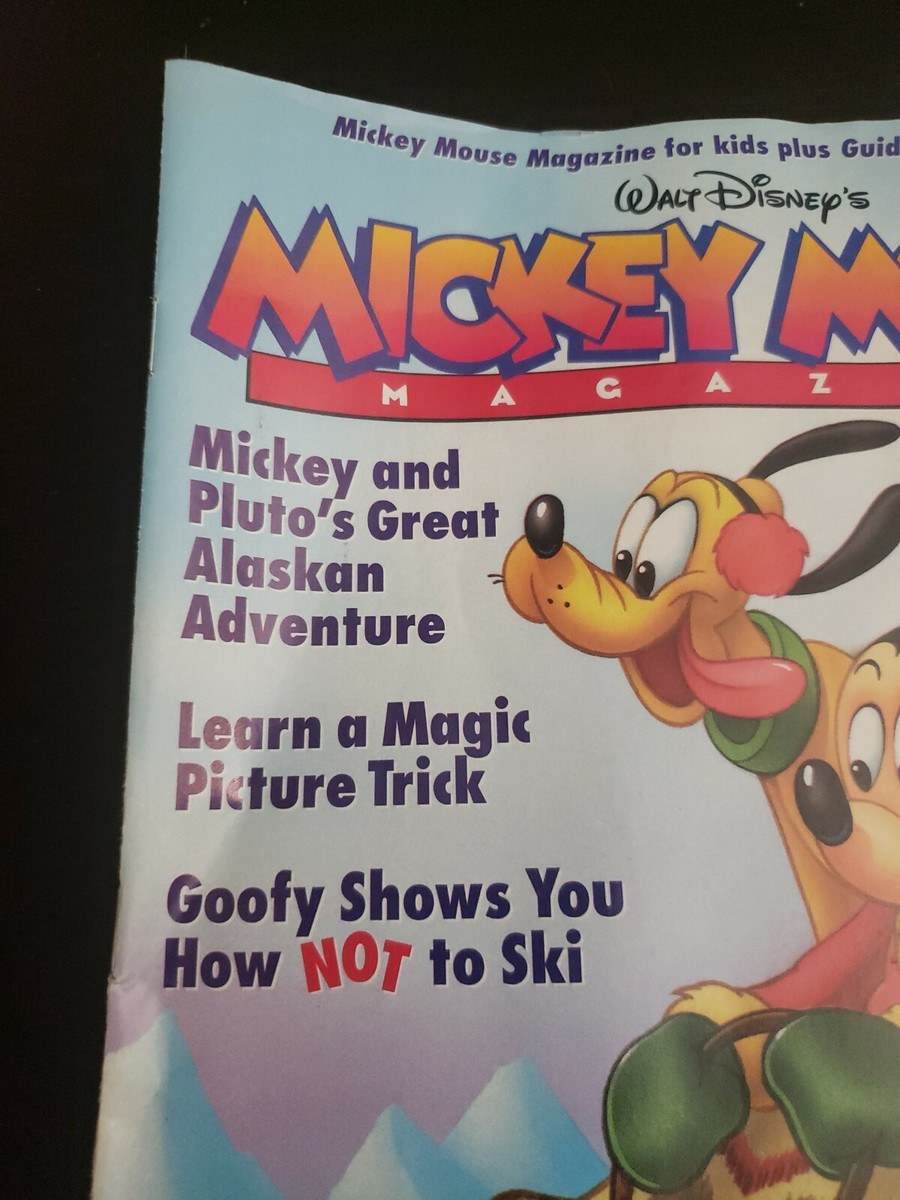 Mickey Mouse Magazine for kids plus Guid
WALT DISNEY'S
MICKEY M
MAGAZ
Mickey and
Pluto's Great
Alaskan
Adventure
Learn a Magic
Picture Trick
Goofy Shows You
How NOT to Ski